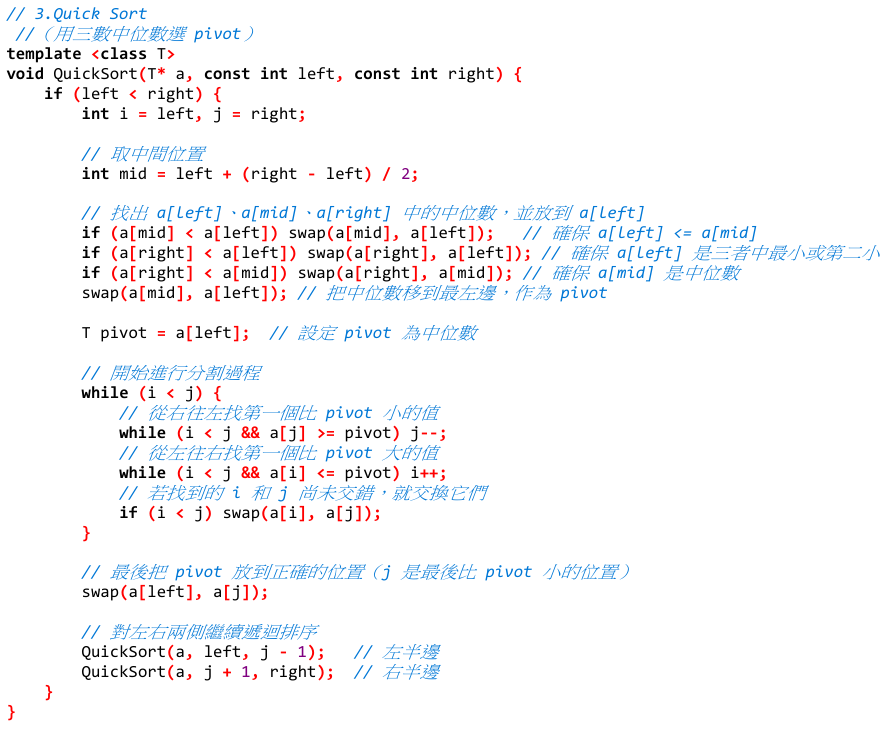 // 3.Quick Sort
//（用三數中位數選 pivot）
template <class T>
void QuickSort(T* a, const int left, const int right) {
    if (left < right) {
        int i = left, j = right;

        // 取中間位置
        int mid = left + (right - left) / 2;

        // 找出 a[left]、a[mid]、a[right] 中的中位數，並放到 a[left]
        if (a[mid] < a[left]) swap(a[mid], a[left]);   // 確保 a[left] <= a[mid]
        if (a[right] < a[left]) swap(a[right], a[left]); // 確保 a[left] 是三者中最小或第二小
        if (a[right] < a[mid]) swap(a[right], a[mid]); // 確保 a[mid] 是中位數
        swap(a[mid], a[left]); // 把中位數移到最左邊，作為 pivot

        T pivot = a[left];  // 設定 pivot 為中位數

        // 開始進行分割過程
        while (i < j) {
            // 從右往左找第一個比 pivot 小的值
            while (i < j && a[j] >= pivot) j--;
            // 從左往右找第一個比 pivot 大的值
            while (i < j && a[i] <= pivot) i++;
            // 若找到的 i 和 j 尚未交錯，就交換它們
            if (i < j) swap(a[i], a[j]);
        }

        // 最後把 pivot 放到正確的位置（j 是最後比 pivot 小的位置）
        swap(a[left], a[j]);

        // 對左右兩側繼續遞迴排序
        QuickSort(a, left, j - 1);   // 左半邊
        QuickSort(a, j + 1, right);  // 右半邊
    }
}